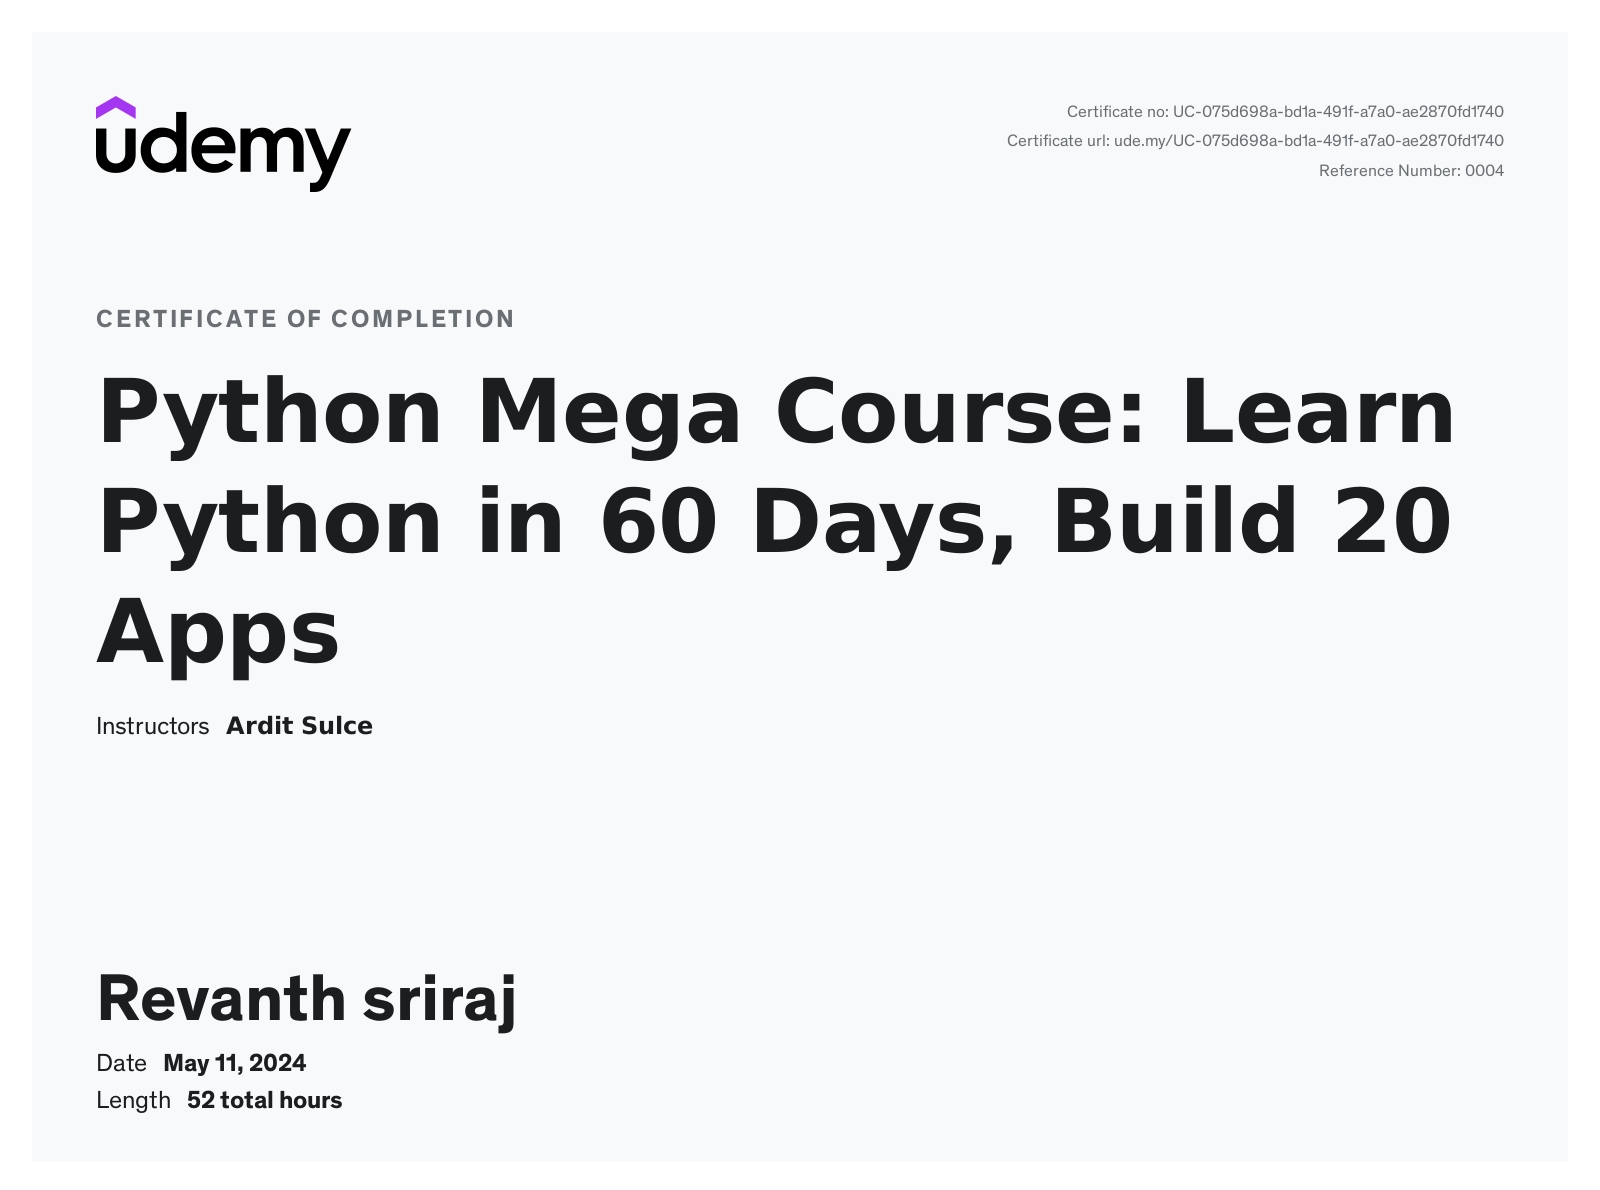 udemy
Certificate no: UC-075d698a-bd1a-491f-a7a0-ae2870fd1740
Certificate url: ude.my/UC-075d698a-bd1a-491f-a7a0-ae2870fd1740
Reference Number: 0004
CERTIFICATE OF COMPLETION
Python Mega Course: Learn
Python in 60 Days, Build 20
Apps
Instructors Ardit Sulce
Revanth sriraj
Date May 11, 2024
Length 52 total hours